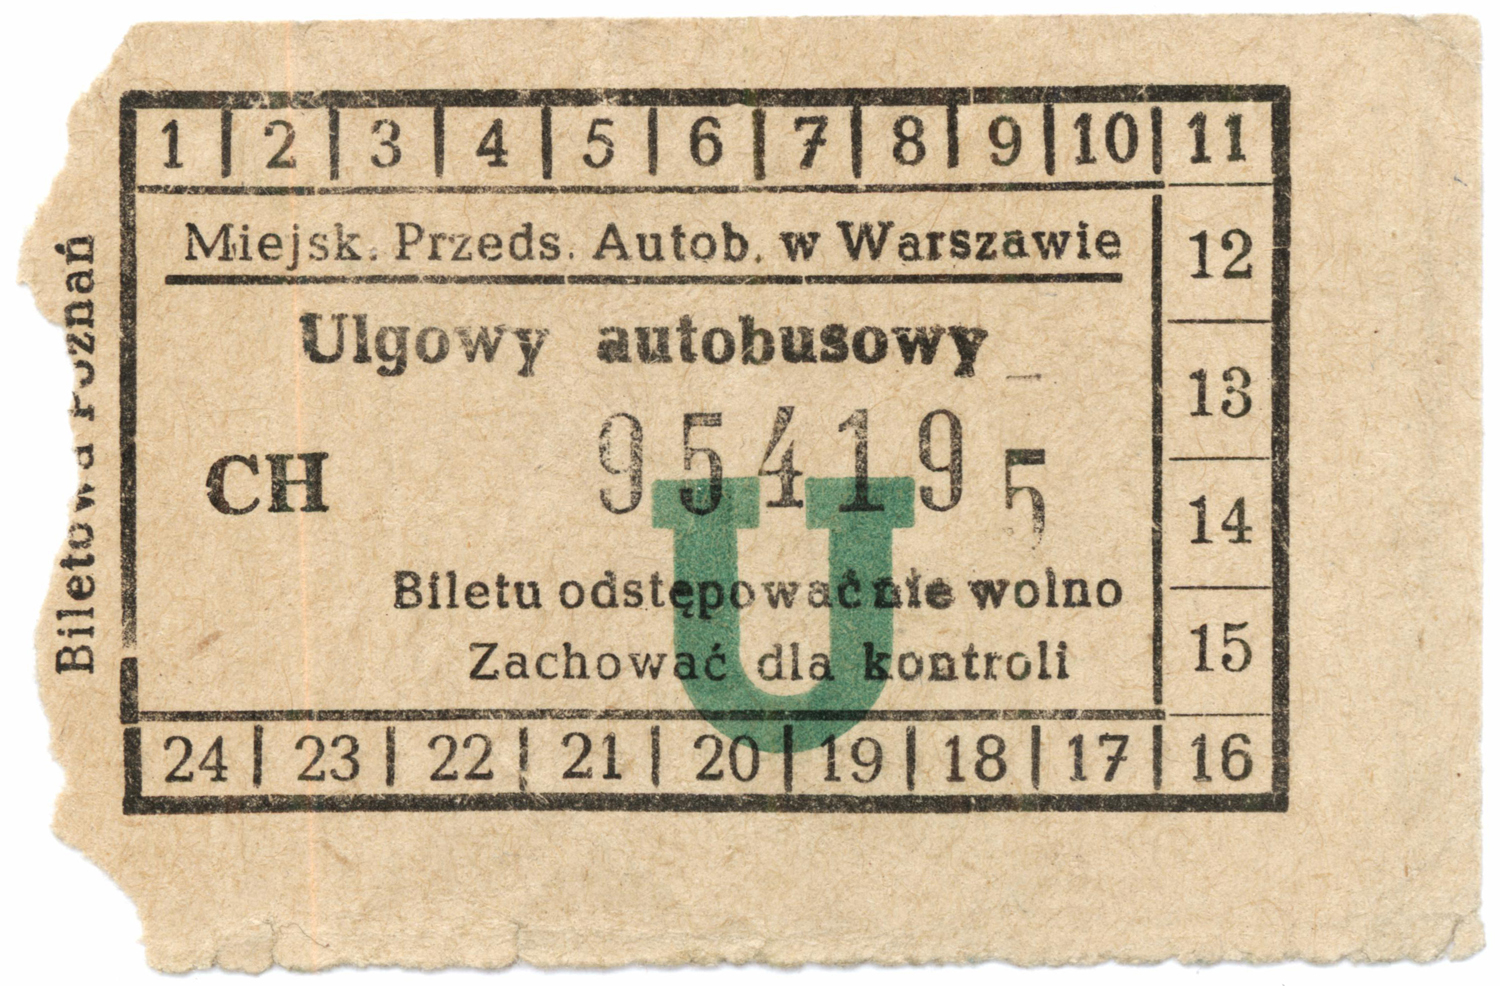 1 | 2 | 3 | 4 | 5 | 6 | 7 | 8 | 9 | 10 | 11
Miejsk. Przeds. Autob. w Warszawie
12
Ulgowy autobusowy
13
CH 954195
14
U
Biletu odstępować nie wolno
Zachować dla kontroli
15
24 | 23 | 22 | 21 | 20 | 19 | 18 | 17 | 16
Biletowa Poznań